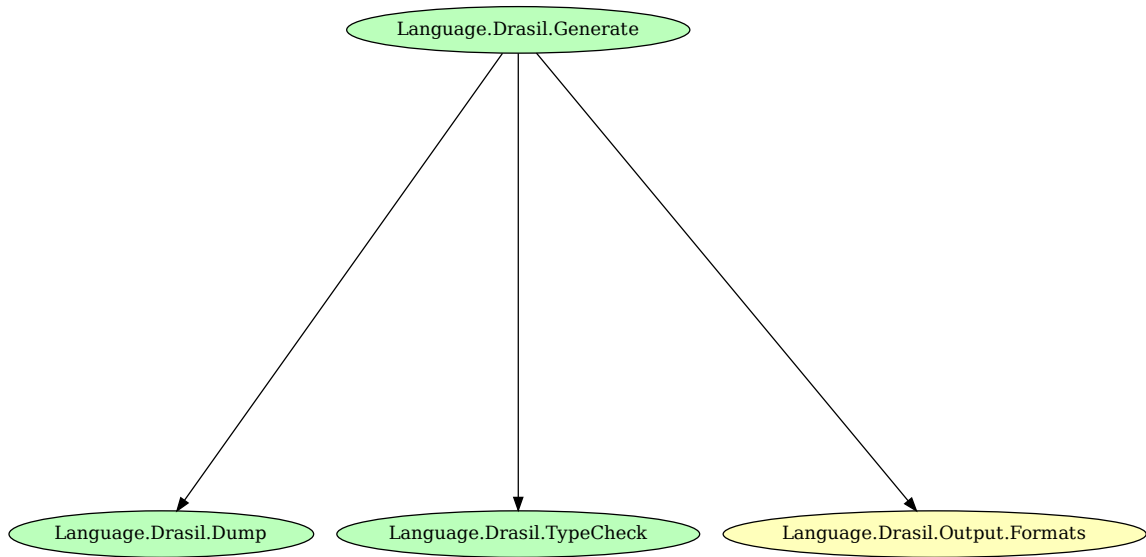 Language.Drasil.Generate
Language.Drasil.Dump
Language.Drasil.TypeCheck
Language.Drasil.Output.Formats